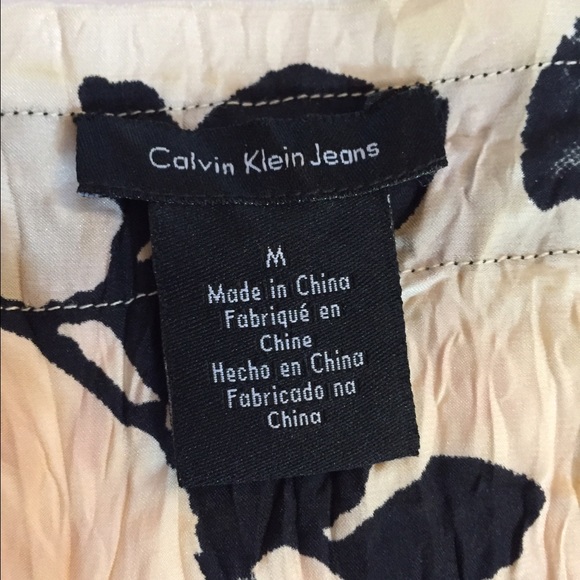 Calvin Klein Jeans
M
Made in China
Fabriqué en
Chine
Hecho en China
Fabricado na
China